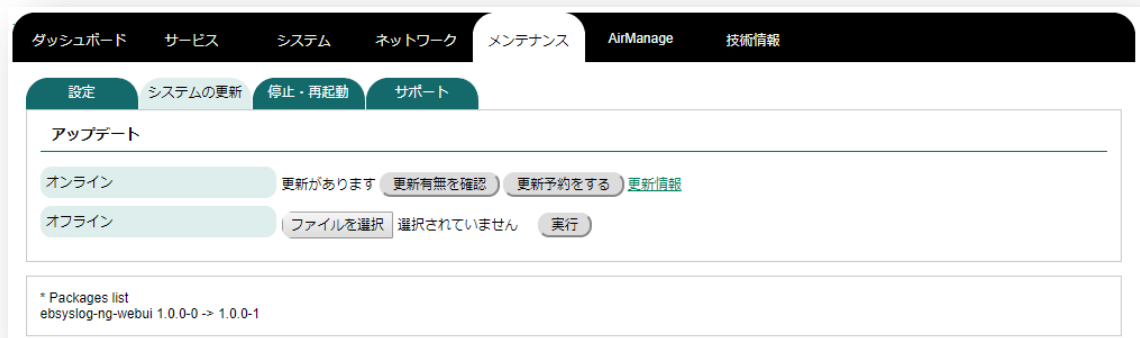 ダッシュボード サービス システム ネットワーク メンテナンス AirManage 技術情報
設定 システムの更新 停止・再起動 サポート
アップデート
オンライン 更新があります 更新有無を確認 更新予約をする 更新情報
オフライン ファイルを選択 選択されていません 実行
* Packages list
ebsyslog-ng-webui 1.0.0-0 -> 1.0.0-1